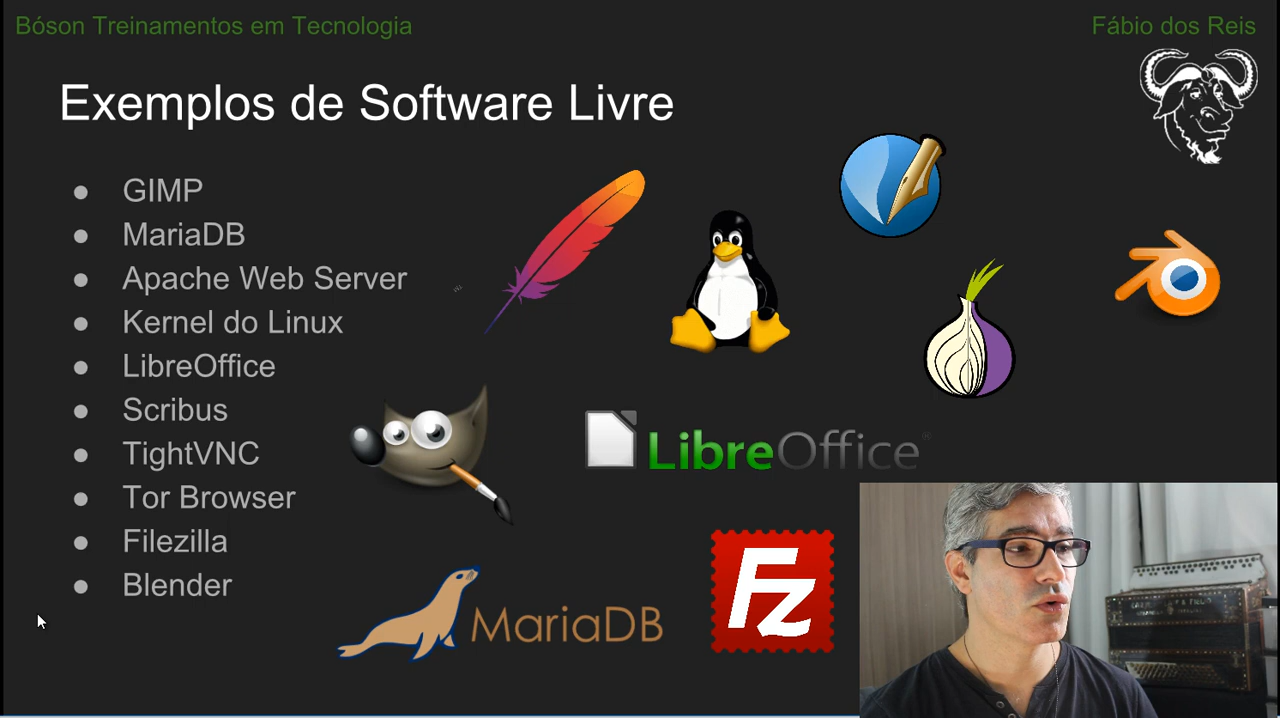 Bóson Treinamentos em Tecnologia
Fábio dos Reis
Exemplos de Software Livre
● GIMP
● MariaDB
● Apache Web Server
● Kernel do Linux
● LibreOffice
● Scribus
● TightVNC
● Tor Browser
● Filezilla
● Blender
LibreOffice®
MariaDB
FZ